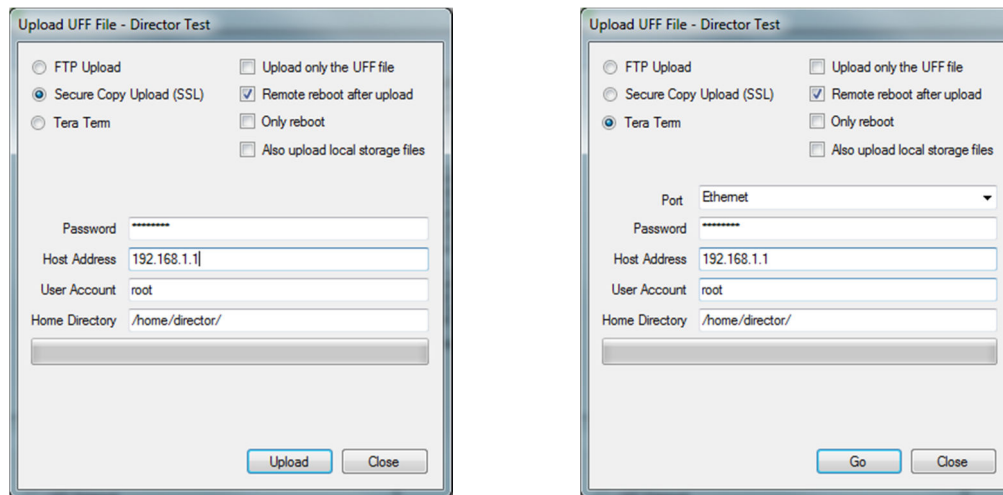 Upload UFF File - Director Test
FTP Upload
Upload only the UFF file
Secure Copy Upload (SSL)
Remote reboot after upload
Tera Term
Only reboot
Also upload local storage files
Password ********
Host Address 192.168.1.1
User Account root
Home Directory /home/director/
Upload
Close
Upload UFF File - Director Test
FTP Upload
Upload only the UFF file
Secure Copy Upload (SSL)
Remote reboot after upload
Tera Term
Only reboot
Also upload local storage files
Port Ethernet
Password ********
Host Address 192.168.1.1
User Account root
Home Directory /home/director/
Go
Close